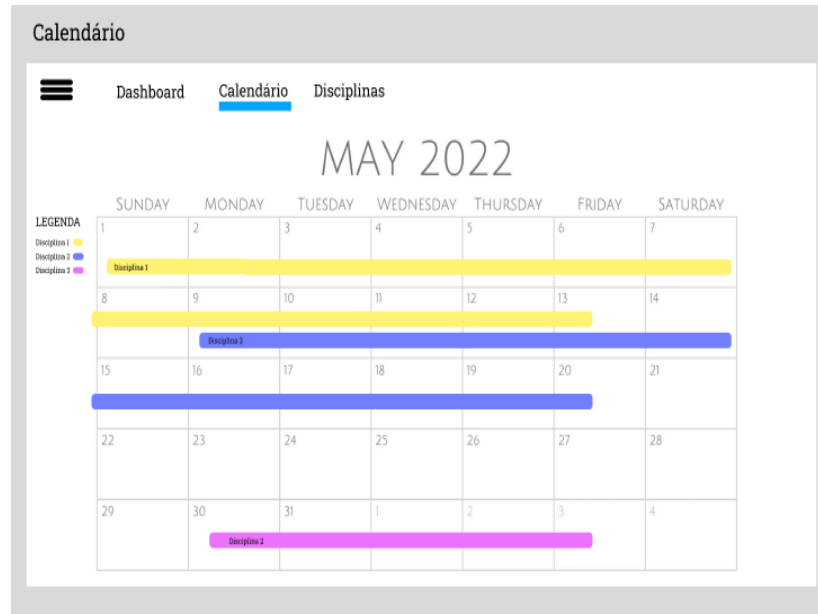 Calendário
Dashboard Calendário Disciplinas
MAY 2022
SUNDAY MONDAY TUESDAY WEDNESDAY THURSDAY FRIDAY SATURDAY
LEGENDA
Disciplina 1
Disciplina 2
Disciplina 3
1 2 3 4 5 6 7
Disciplina 1
8 9 10 11 12 13 14
Disciplina 3
15 16 17 18 19 20 21
22 23 24 25 26 27 28
29 30 31 1 2 3 4
Disciplina 2